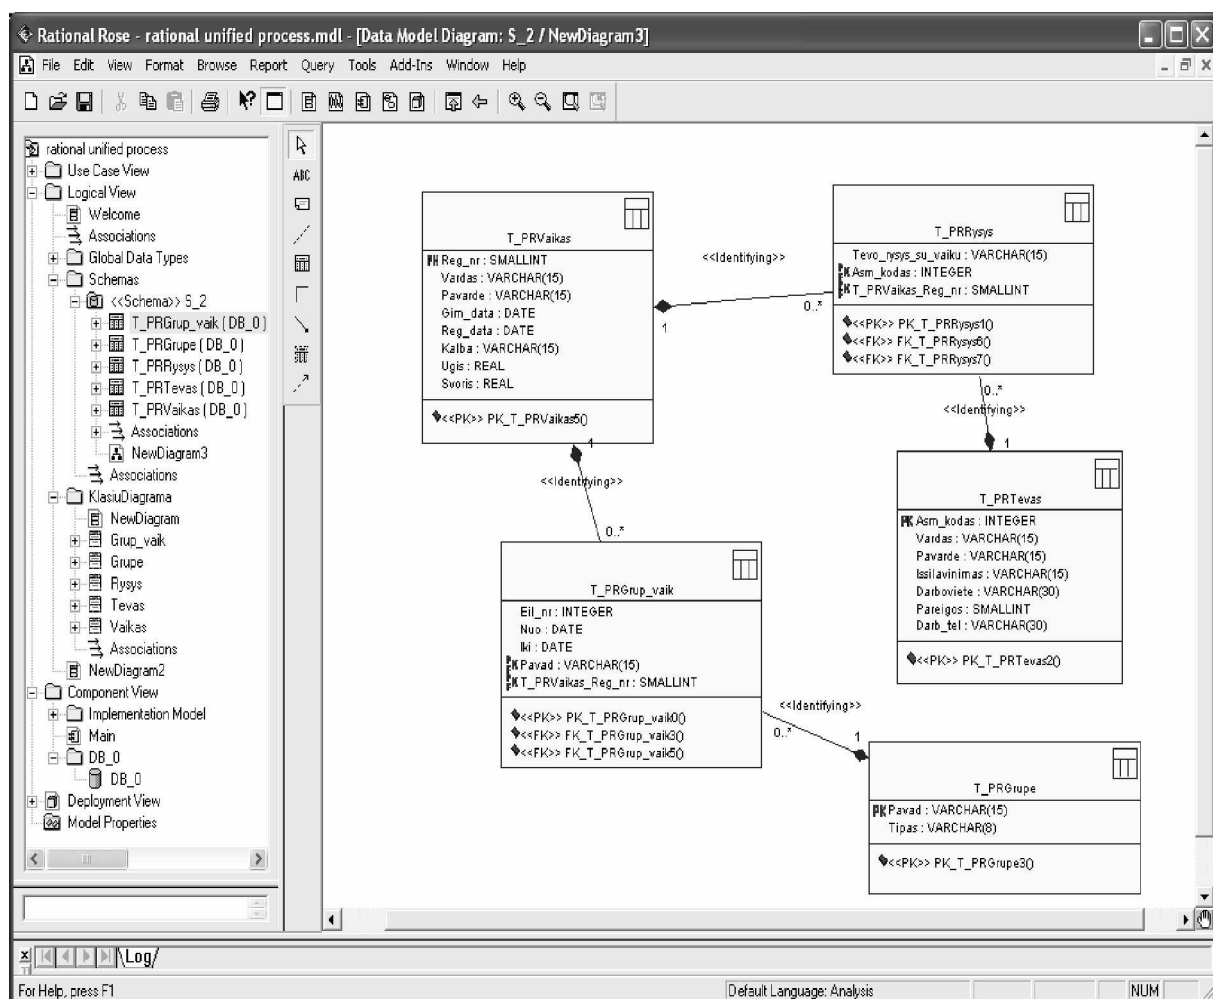 Rational Rose - rational unified process.mdl - [Data Model Diagram: S_2 / NewDiagram3]
File Edit View Format Browse Report Query Tools Add-Ins Window Help
rational unified process
Use Case View
Logical View
Welcome
Associations
Global Data Types
Schemas
<<Schema>> S_2
T_PRGrup_vaik ( DB_0 )
T_PRGrupe ( DB_0 )
T_PRRysys ( DB_0 )
T_PRTevas ( DB_0 )
T_PRVaikas ( DB_0 )
Associations
NewDiagram3
Associations
KlasiuDiagrama
NewDiagram
Grup_vaik
Grupe
Rysys
Tevas
Vaikas
Associations
NewDiagram2
Component View
Implementation Model
Main
DB_0
DB_0
Deployment View
Model Properties
ABC
T_PRVaikas
PK Reg_nr : SMALLINT
Vardas : VARCHAR(15)
Pavarde : VARCHAR(15)
Gim_data : DATE
Reg_data : DATE
Kalba : VARCHAR(15)
Ugis : REAL
Svoris : REAL
<<PK>> PK_T_PRVaikas5()
<<Identifying>>
1
0..*
T_PRRysys
Tevo_rysys_su_vaiku : VARCHAR(15)
Asm_kodas : INTEGER
T_PRVaikas_Reg_nr : SMALLINT
<<PK>> PK_T_PRRysys1()
<<FK>> FK_T_PRRysys6()
<<FK>> FK_T_PRRysys7()
0..*
<<Identifying>>
1
T_PRTevas
PK Asm_kodas : INTEGER
Vardas : VARCHAR(15)
Pavarde : VARCHAR(15)
Issilavinimas : VARCHAR(15)
Darboviete : VARCHAR(30)
Pareigos : SMALLINT
Darb_tel : VARCHAR(30)
<<PK>> PK_T_PRTevas2()
1
<<Identifying>>
0..*
T_PRGrup_vaik
Eil_nr : INTEGER
Nuo : DATE
Iki : DATE
Pavad : VARCHAR(15)
T_PRVaikas_Reg_nr : SMALLINT
<<PK>> PK_T_PRGrup_vaik0()
<<FK>> FK_T_PRGrup_vaik3()
<<FK>> FK_T_PRGrup_vaik5()
<<Identifying>>
0..*
1
T_PRGrupe
PK Pavad : VARCHAR(15)
Tipas : VARCHAR(8)
<<PK>> PK_T_PRGrupe3()
Log
For Help, press F1
Default Language: Analysis
NUM